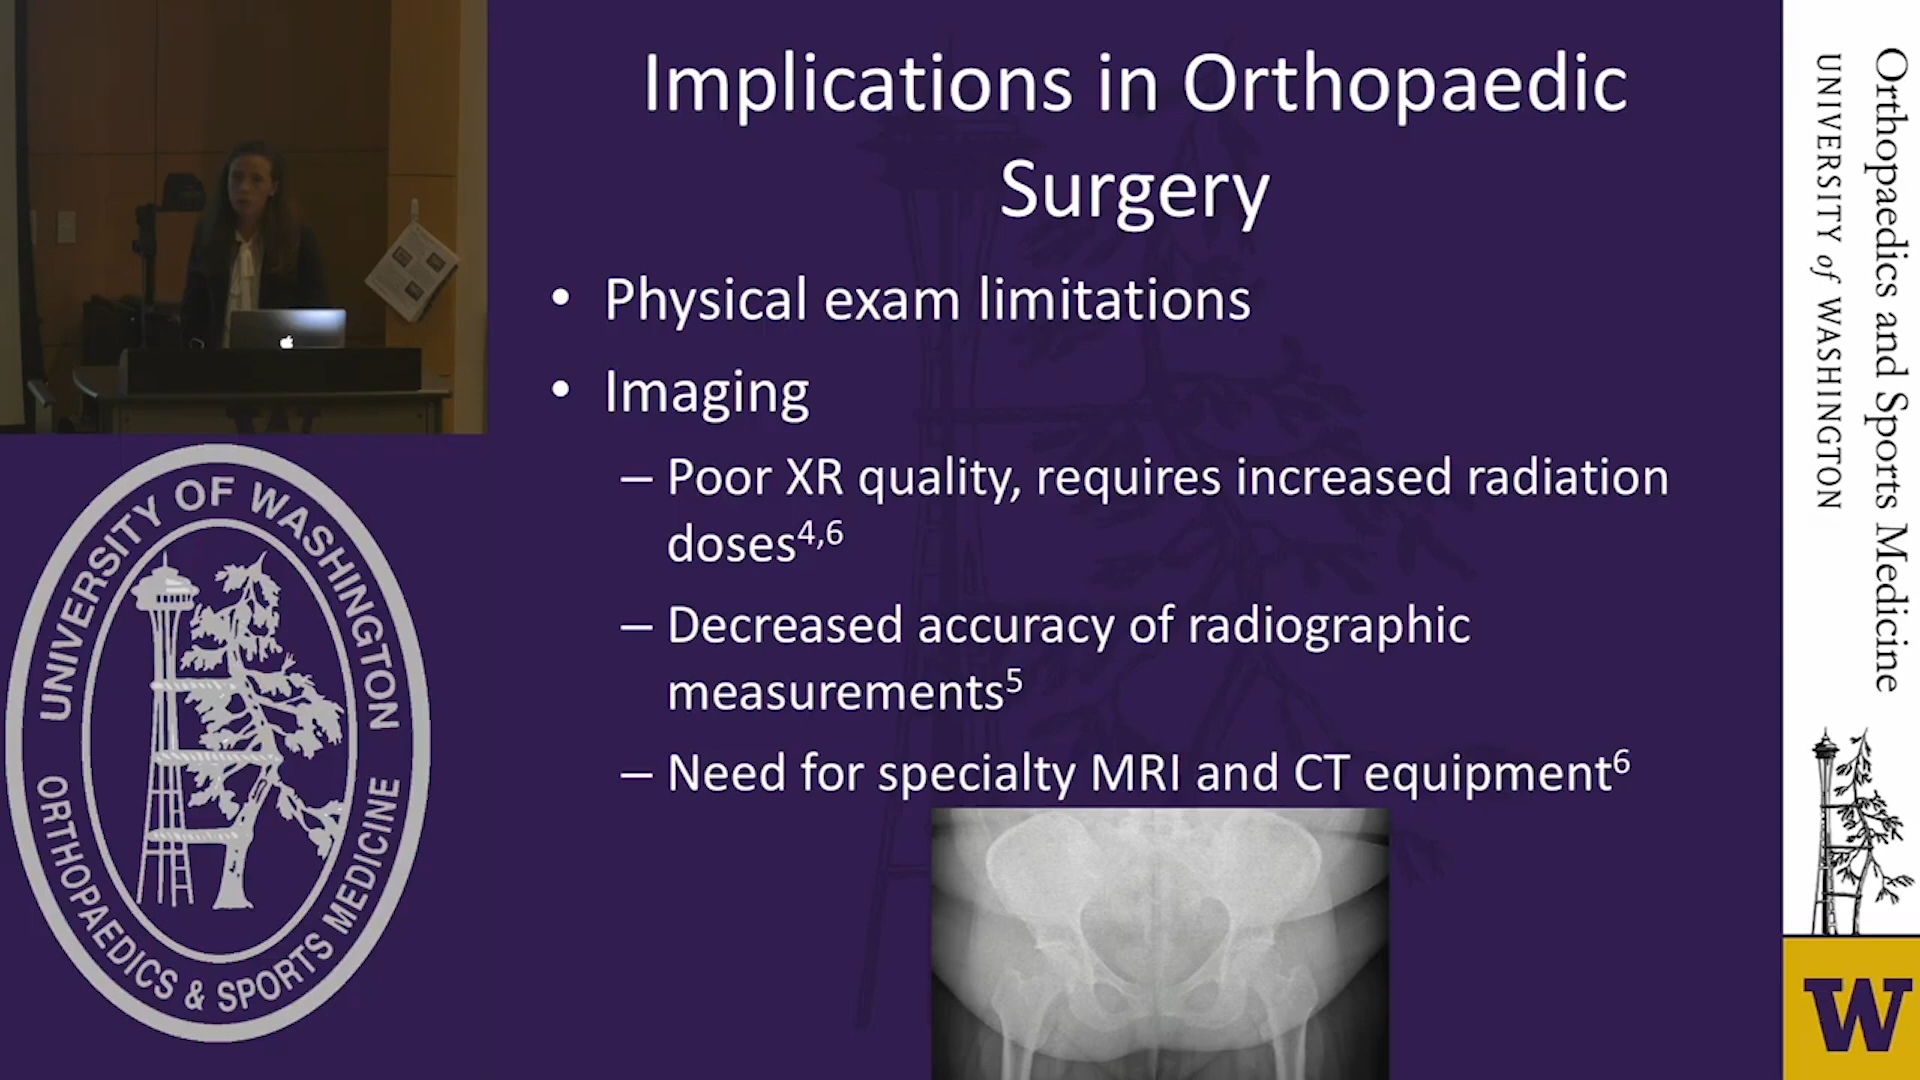 Implications in Orthopaedic
Surgery
• Physical exam limitations
• Imaging
– Poor XR quality, requires increased radiation
doses4,6
– Decreased accuracy of radiographic
measurements5
– Need for specialty MRI and CT equipment6
UNIVERSITY OF WASHINGTON
ORTHOPAEDICS & SPORTS MEDICINE
Orthopaedics and Sports Medicine
UNIVERSITY of WASHINGTON
W